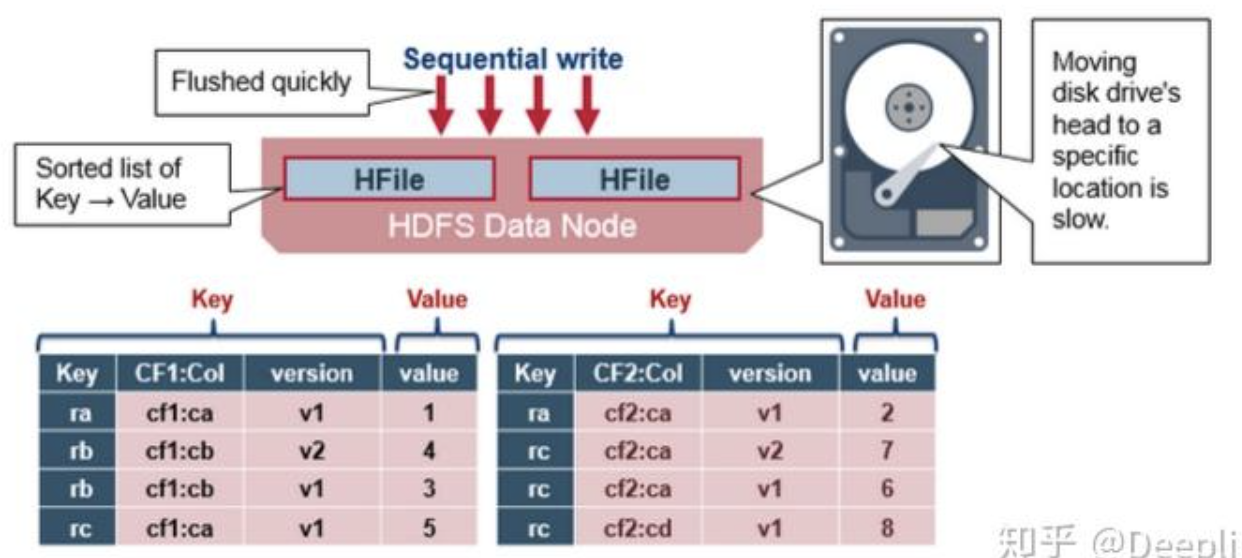 Sequential write
Flushed quickly
Moving
disk drive's
head to a
specific
location is
slow.
Sorted list of
Key → Value
HFile HFile
HDFS Data Node
Key Value Key Value
Key CF1:Col version value Key CF2:Col version value
ra cf1:ca v1 1 ra cf2:ca v1 2
rb cf1:cb v2 4 rc cf2:ca v2 7
rb cf1:cb v1 3 rc cf2:ca v1 6
rc cf1:ca v1 5 rc cf2:cd v1 8
知乎 @Deepli